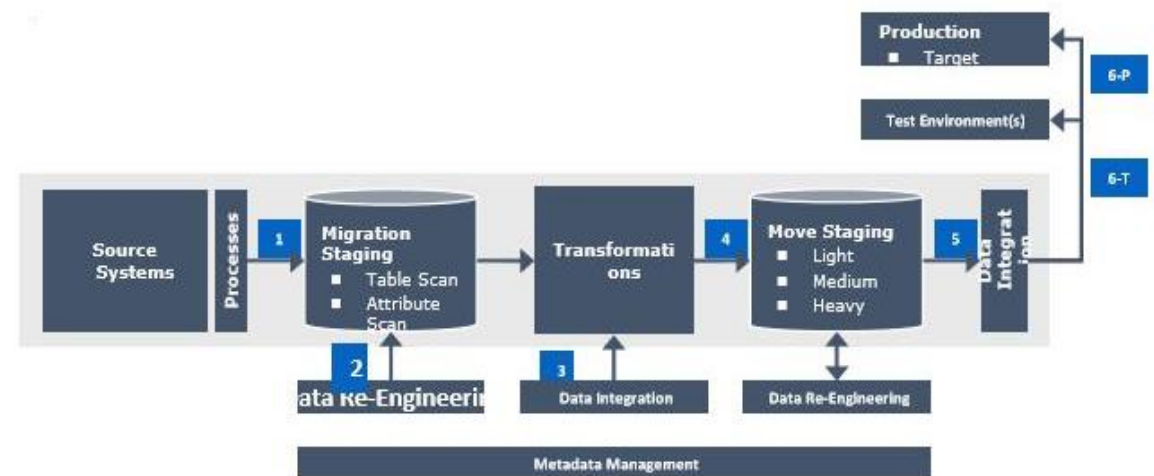 Production
■ Target
6-P
Test Environment(s)
6-T
Source
Systems
Processes
1
Migration
Staging
■ Table Scan
■ Attribute
Scan
Transformati
ons
4
Move Staging
■ Light
■ Medium
■ Heavy
5
Data
Integrat
ion
2
ata Re-Engineerin
3
Data Integration
Data Re-Engineering
Metadata Management